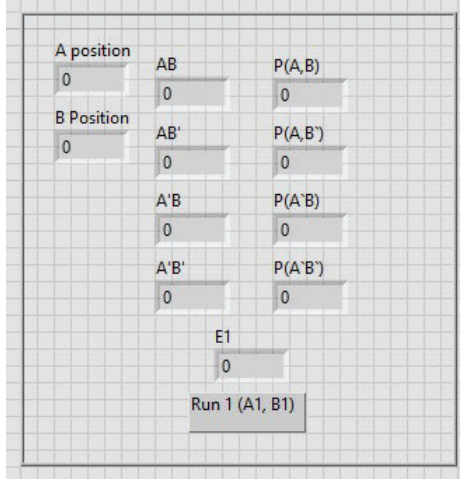 A position
0
B Position
0
AB
0
AB'
0
A'B
0
A'B'
0
P(A,B)
0
P(A,B`)
0
P(A`B)
0
P(A`B`)
0
E1
0
Run 1 (A1, B1)